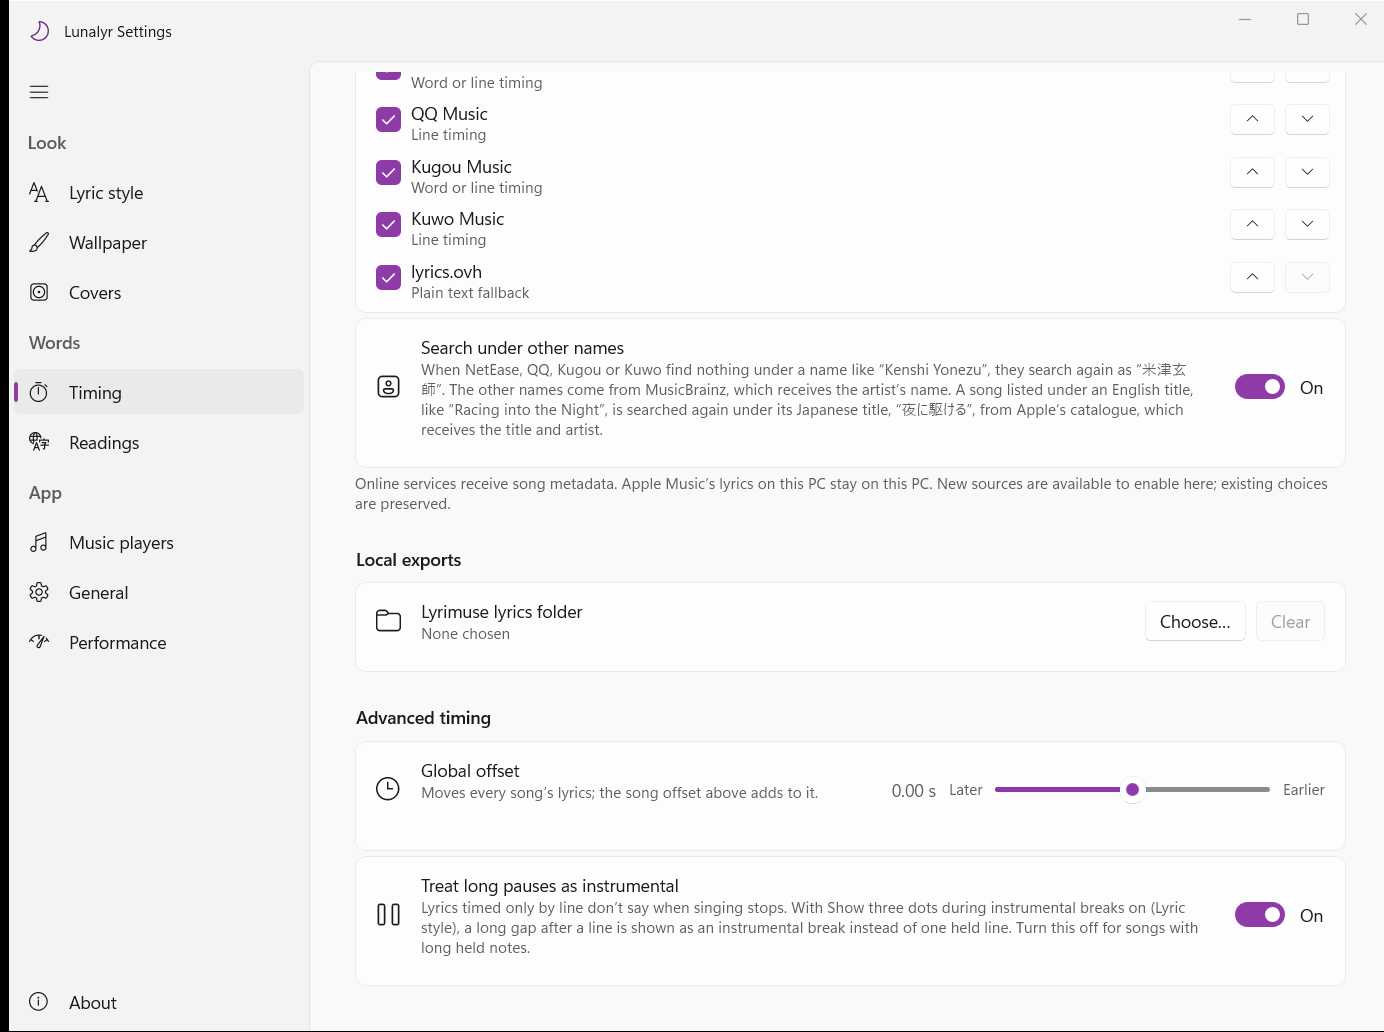 Lunalyr Settings
Look
Lyric style
Wallpaper
Covers
Words
Timing
Readings
App
Music players
General
Performance
About
Word or line timing
QQ Music
Line timing
Kugou Music
Word or line timing
Kuwo Music
Line timing
lyrics.ovh
Plain text fallback
Search under other names
When NetEase, QQ, Kugou or Kuwo find nothing under a name like “Kenshi Yonezu”, they search again as “米津玄
師”. The other names come from MusicBrainz, which receives the artist’s name. A song listed under an English title,
like “Racing into the Night”, is searched again under its Japanese title, “夜に駆ける”, from Apple’s catalogue, which
receives the title and artist.
On
Online services receive song metadata. Apple Music’s lyrics on this PC stay on this PC. New sources are available to enable here; existing choices
are preserved.
Local exports
Lyrimuse lyrics folder
None chosen
Choose...
Clear
Advanced timing
Global offset
Moves every song’s lyrics; the song offset above adds to it.
0.00 s Later Earlier
Treat long pauses as instrumental
Lyrics timed only by line don’t say when singing stops. With Show three dots during instrumental breaks on (Lyric
style), a long gap after a line is shown as an instrumental break instead of one held line. Turn this off for songs with
long held notes.
On